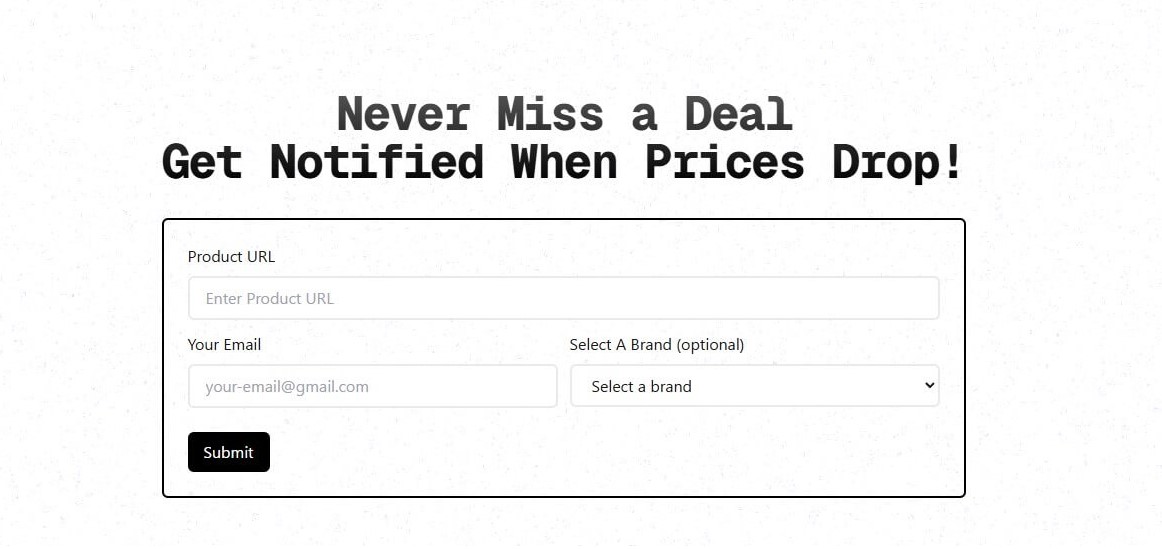 Never Miss a Deal
Get Notified When Prices Drop!
Product URL
Enter Product URL
Your Email
Select A Brand (optional)
your-email@gmail.com
Select a brand
Submit